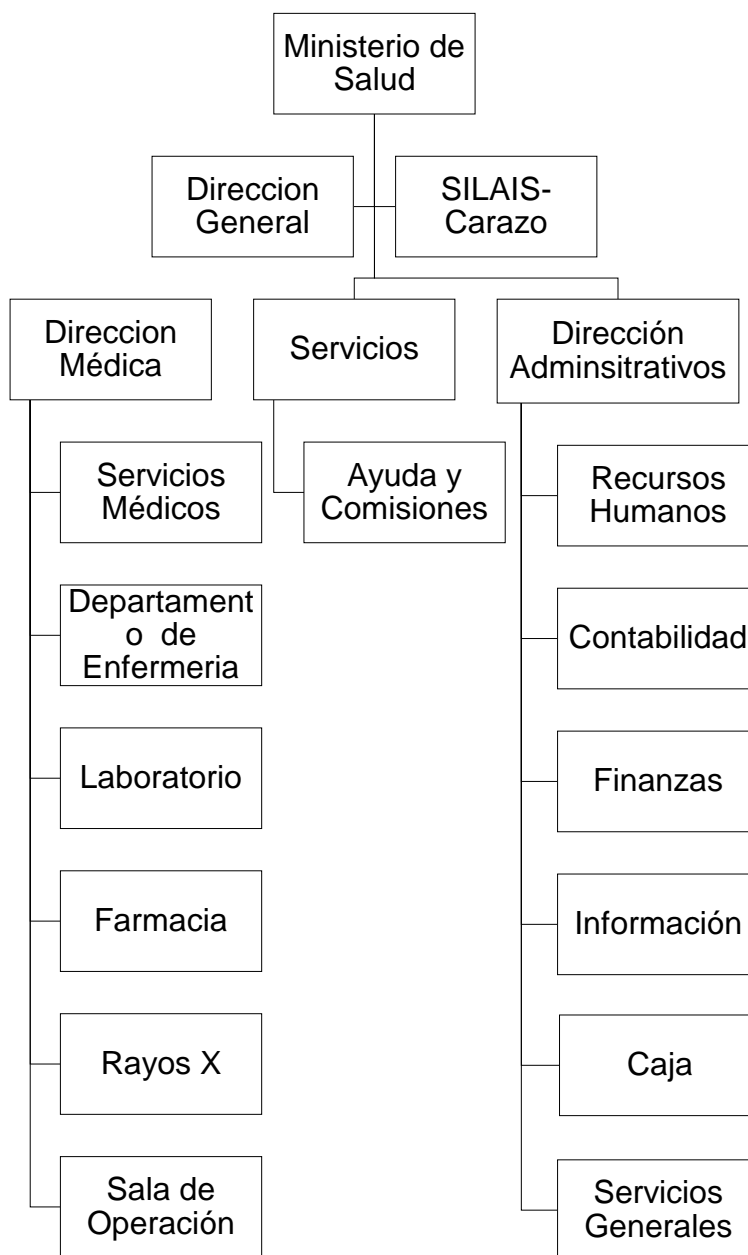 Ministerio de
Salud
Direccion
General
SILAIS-
Carazo
Direccion
Médica
Servicios
Dirección
Adminsitrativos
Servicios
Médicos
Ayuda y
Comisiones
Recursos
Humanos
Departament
o de
Enfermeria
Contabilidad
Laboratorio
Finanzas
Farmacia
Información
Rayos X
Caja
Sala de
Operación
Servicios
Generales